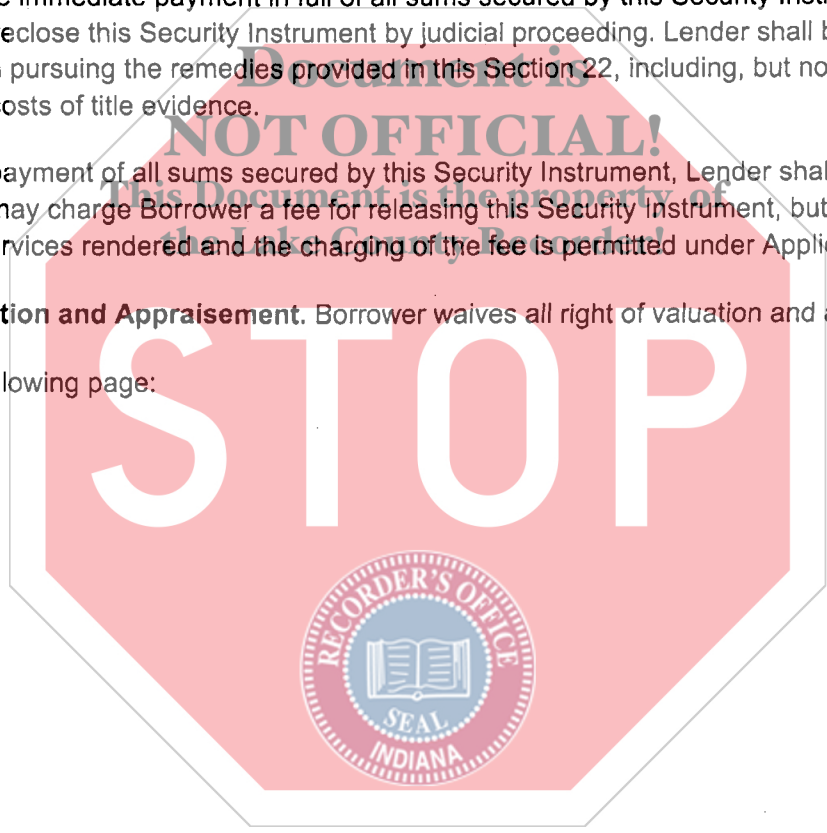 e immediate payment in full of all sums secured by this Security
eclose this Security Instrument by judicial proceeding. Lender shall b
Document is
pursuing the remedies provided in this Section 22, including, but no
osts of title evidence.
NOT OFFICIAL!
ayment of all sums secured by this Security Instrument, Lender shal
This Document is the property of
nay charge Borrower a fee for releasing this Security Instrument, but
the Lake County Recorder!
rvices rendered and the charging of the fee is permitted under Applic
tion and Appraisement. Borrower waives all right of valuation and a
lowing page:
STOP
RECORDER'S OFFICE
SEAL
INDIANA